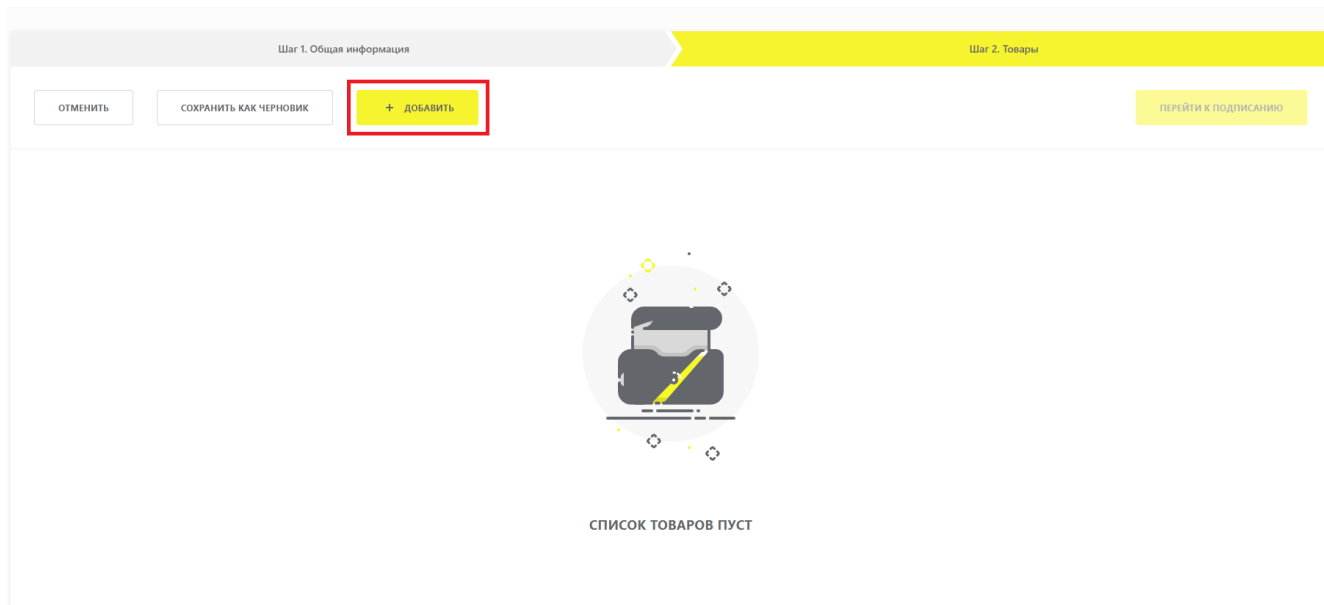 Шаг 1. Общая информация
Шаг 2. Товары
ОТМЕНИТЬ
СОХРАНИТЬ КАК ЧЕРНОВИК
+ ДОБАВИТЬ
ПЕРЕЙТИ К ПОДПИСАНИЮ
СПИСОК ТОВАРОВ ПУСТ